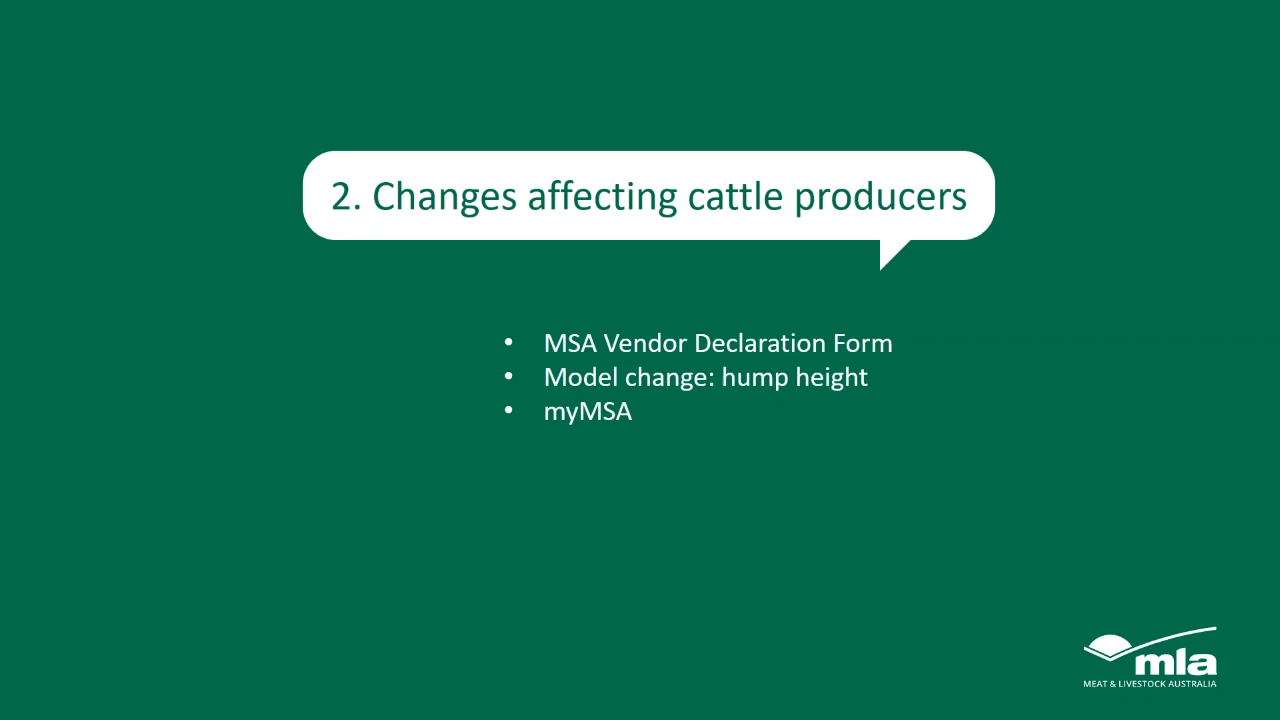 2. Changes affecting cattle producers
• MSA Vendor Declaration Form
• Model change: hump height
• myMSA
mla
MEAT & LIVESTOCK AUSTRALIA